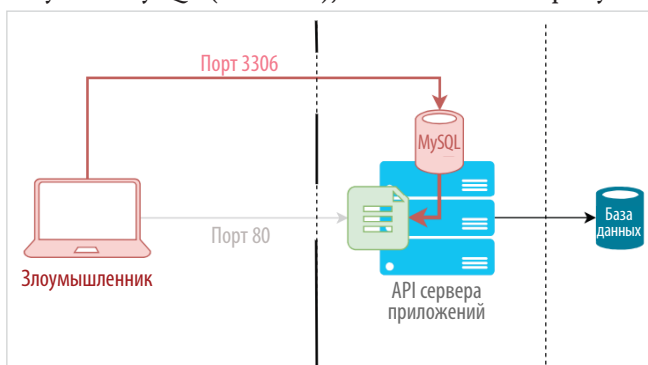 Порт 3306
MySQL
База
данных
Порт 80
Злоумышленник
API сервера
приложений